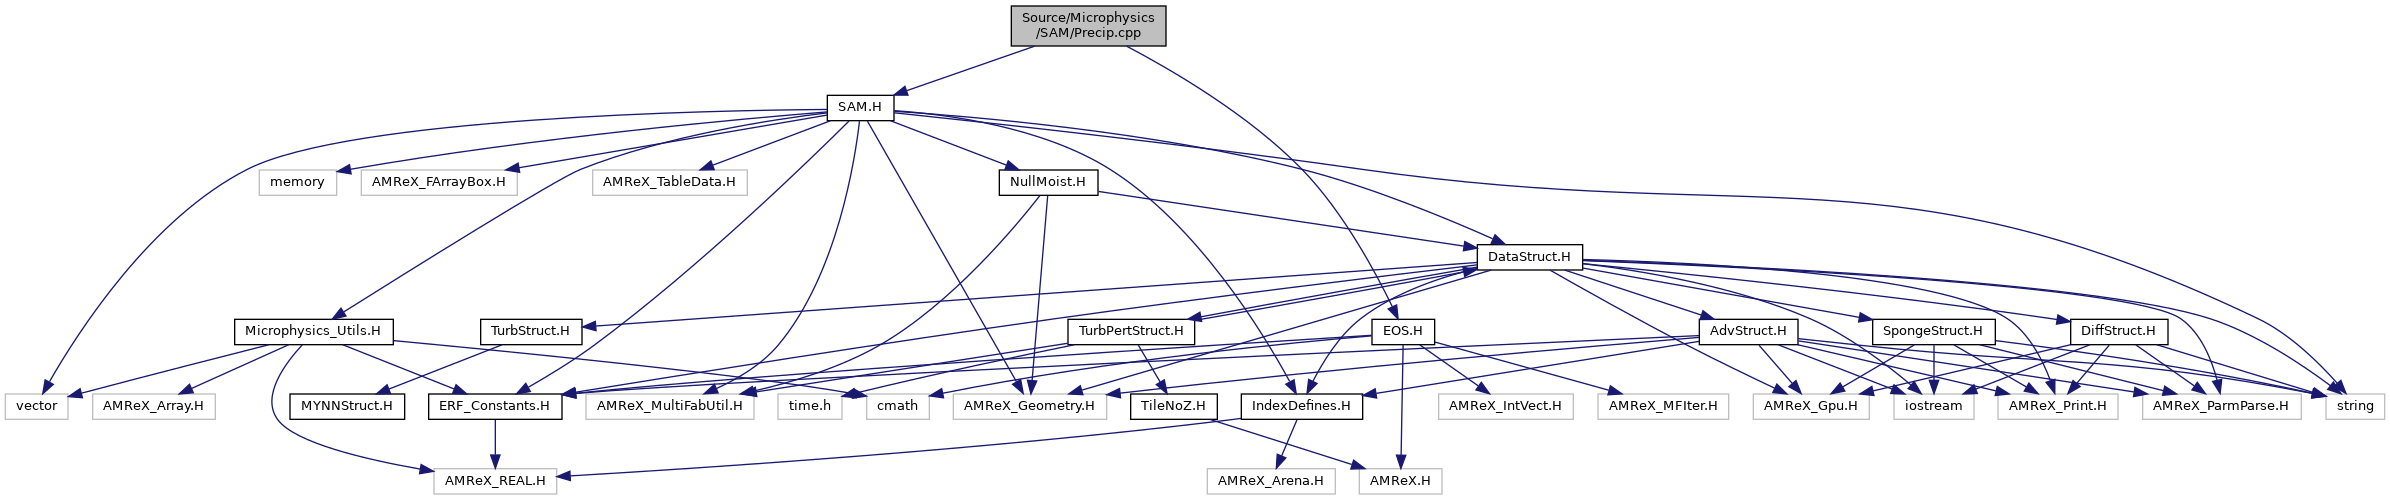 Source/Microphysics
/SAM/Precip.cpp
SAM.H
memory
AMReX_FArrayBox.H
AMReX_TableData.H
NullMoist.H
DataStruct.H
Microphysics_Utils.H
TurbStruct.H
TurbPertStruct.H
EOS.H
AdvStruct.H
SpongeStruct.H
DiffStruct.H
vector
AMReX_Array.H
MYNNStruct.H
ERF_Constants.H
AMReX_MultiFabUtil.H
time.h
cmath
AMReX_Geometry.H
TileNoZ.H
IndexDefines.H
AMReX_IntVect.H
AMReX_MFIter.H
AMReX_Gpu.H
iostream
AMReX_Print.H
AMReX_ParmParse.H
string
AMReX_REAL.H
AMReX_Arena.H
AMReX.H